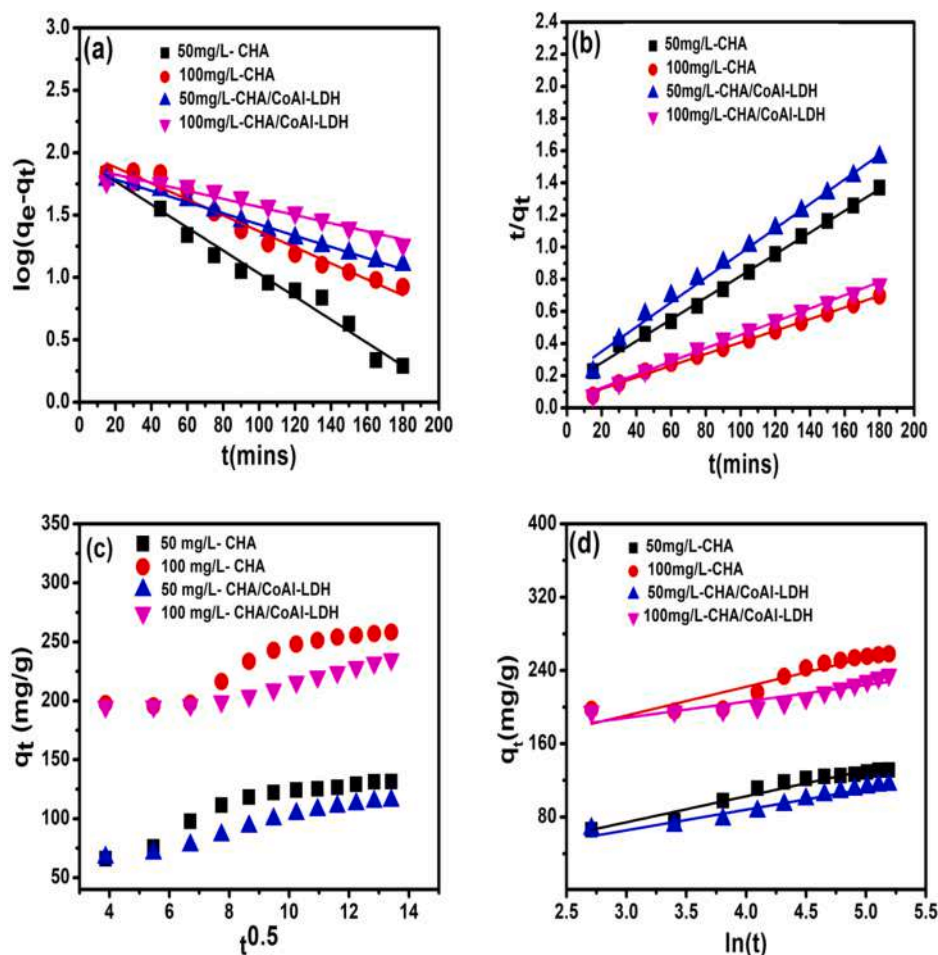 (a)
50mg/L- CHA
100mg/L-CHA
50mg/L-CHA/CoAl-LDH
100mg/L-CHA/CoAl-LDH
3.0
2.5
2.0
1.5
1.0
0.5
0.0
log(qe-qt)
0 20 40 60 80 100 120 140 160 180 200
t(mins)
(b)
50mg/L-CHA
100mg/L-CHA
50mg/L-CHA/CoAl-LDH
100mg/L-CHA/CoAl-LDH
2.4
2.2
2.0
1.8
1.6
1.4
1.2
1.0
0.8
0.6
0.4
0.2
0.0
t/qt
0 20 40 60 80 100 120 140 160 180 200
t(mins)
(c)
50 mg/L- CHA
100 mg/L- CHA
50 mg/L- CHA/CoAl-LDH
100 mg/L- CHA/CoAl-LDH
350
300
250
200
150
100
50
qt (mg/g)
4 6 8 10 12 14
t0.5
(d)
50mg/L-CHA
100mg/L-CHA
50mg/L-CHA/CoAl-LDH
100mg/L-CHA/CoAl-LDH
400
320
240
160
80
0
qt(mg/g)
2.5 3.0 3.5 4.0 4.5 5.0 5.5
ln(t)